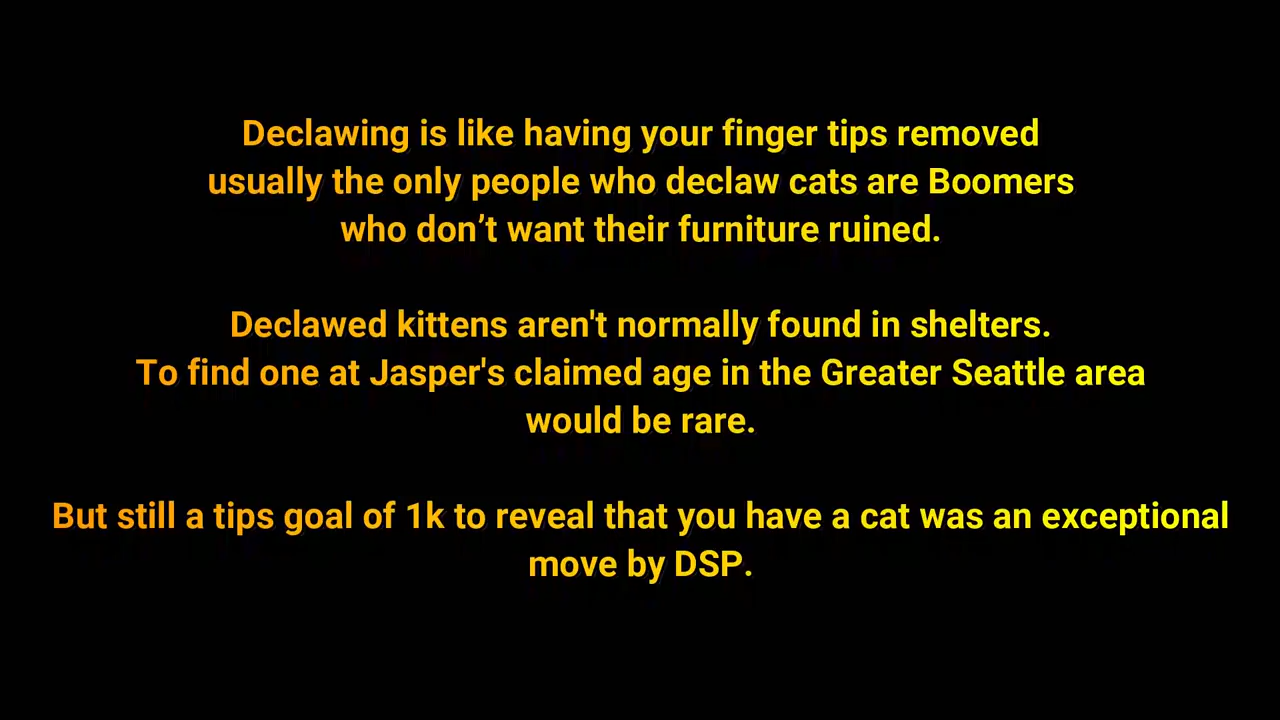 Declawing is like having your finger tips removed
usually the only people who declaw cats are Boomers
who don’t want their furniture ruined.
Declawed kittens aren't normally found in shelters.
To find one at Jasper's claimed age in the Greater Seattle area
would be rare.
But still a tips goal of 1k to reveal that you have a cat was an exceptional
move by DSP.